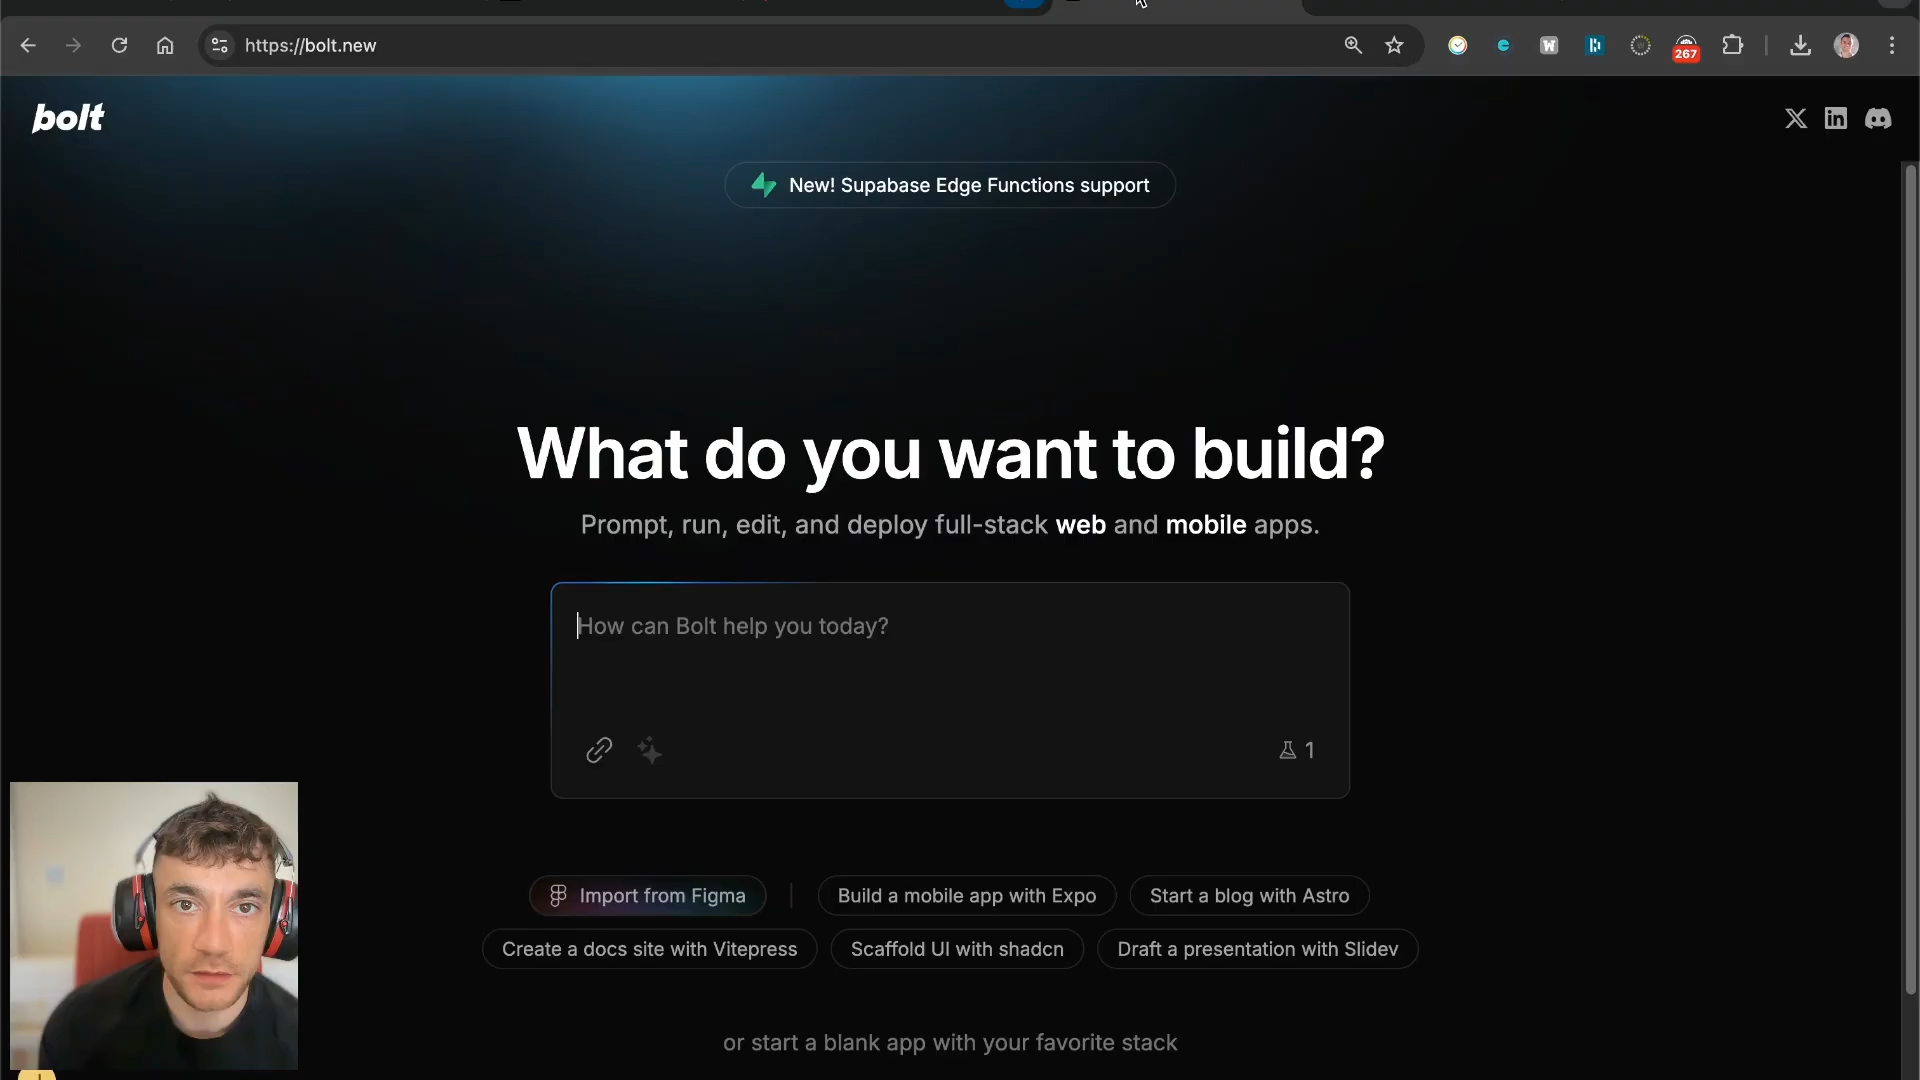 https://bolt.new
267
bolt
New! Supabase Edge Functions support
What do you want to build?
Prompt, run, edit, and deploy full-stack web and mobile apps.
How can Bolt help you today?
1
Import from Figma
Build a mobile app with Expo
Start a blog with Astro
Create a docs site with Vitepress
Scaffold UI with shadcn
Draft a presentation with Slidev
or start a blank app with your favorite stack